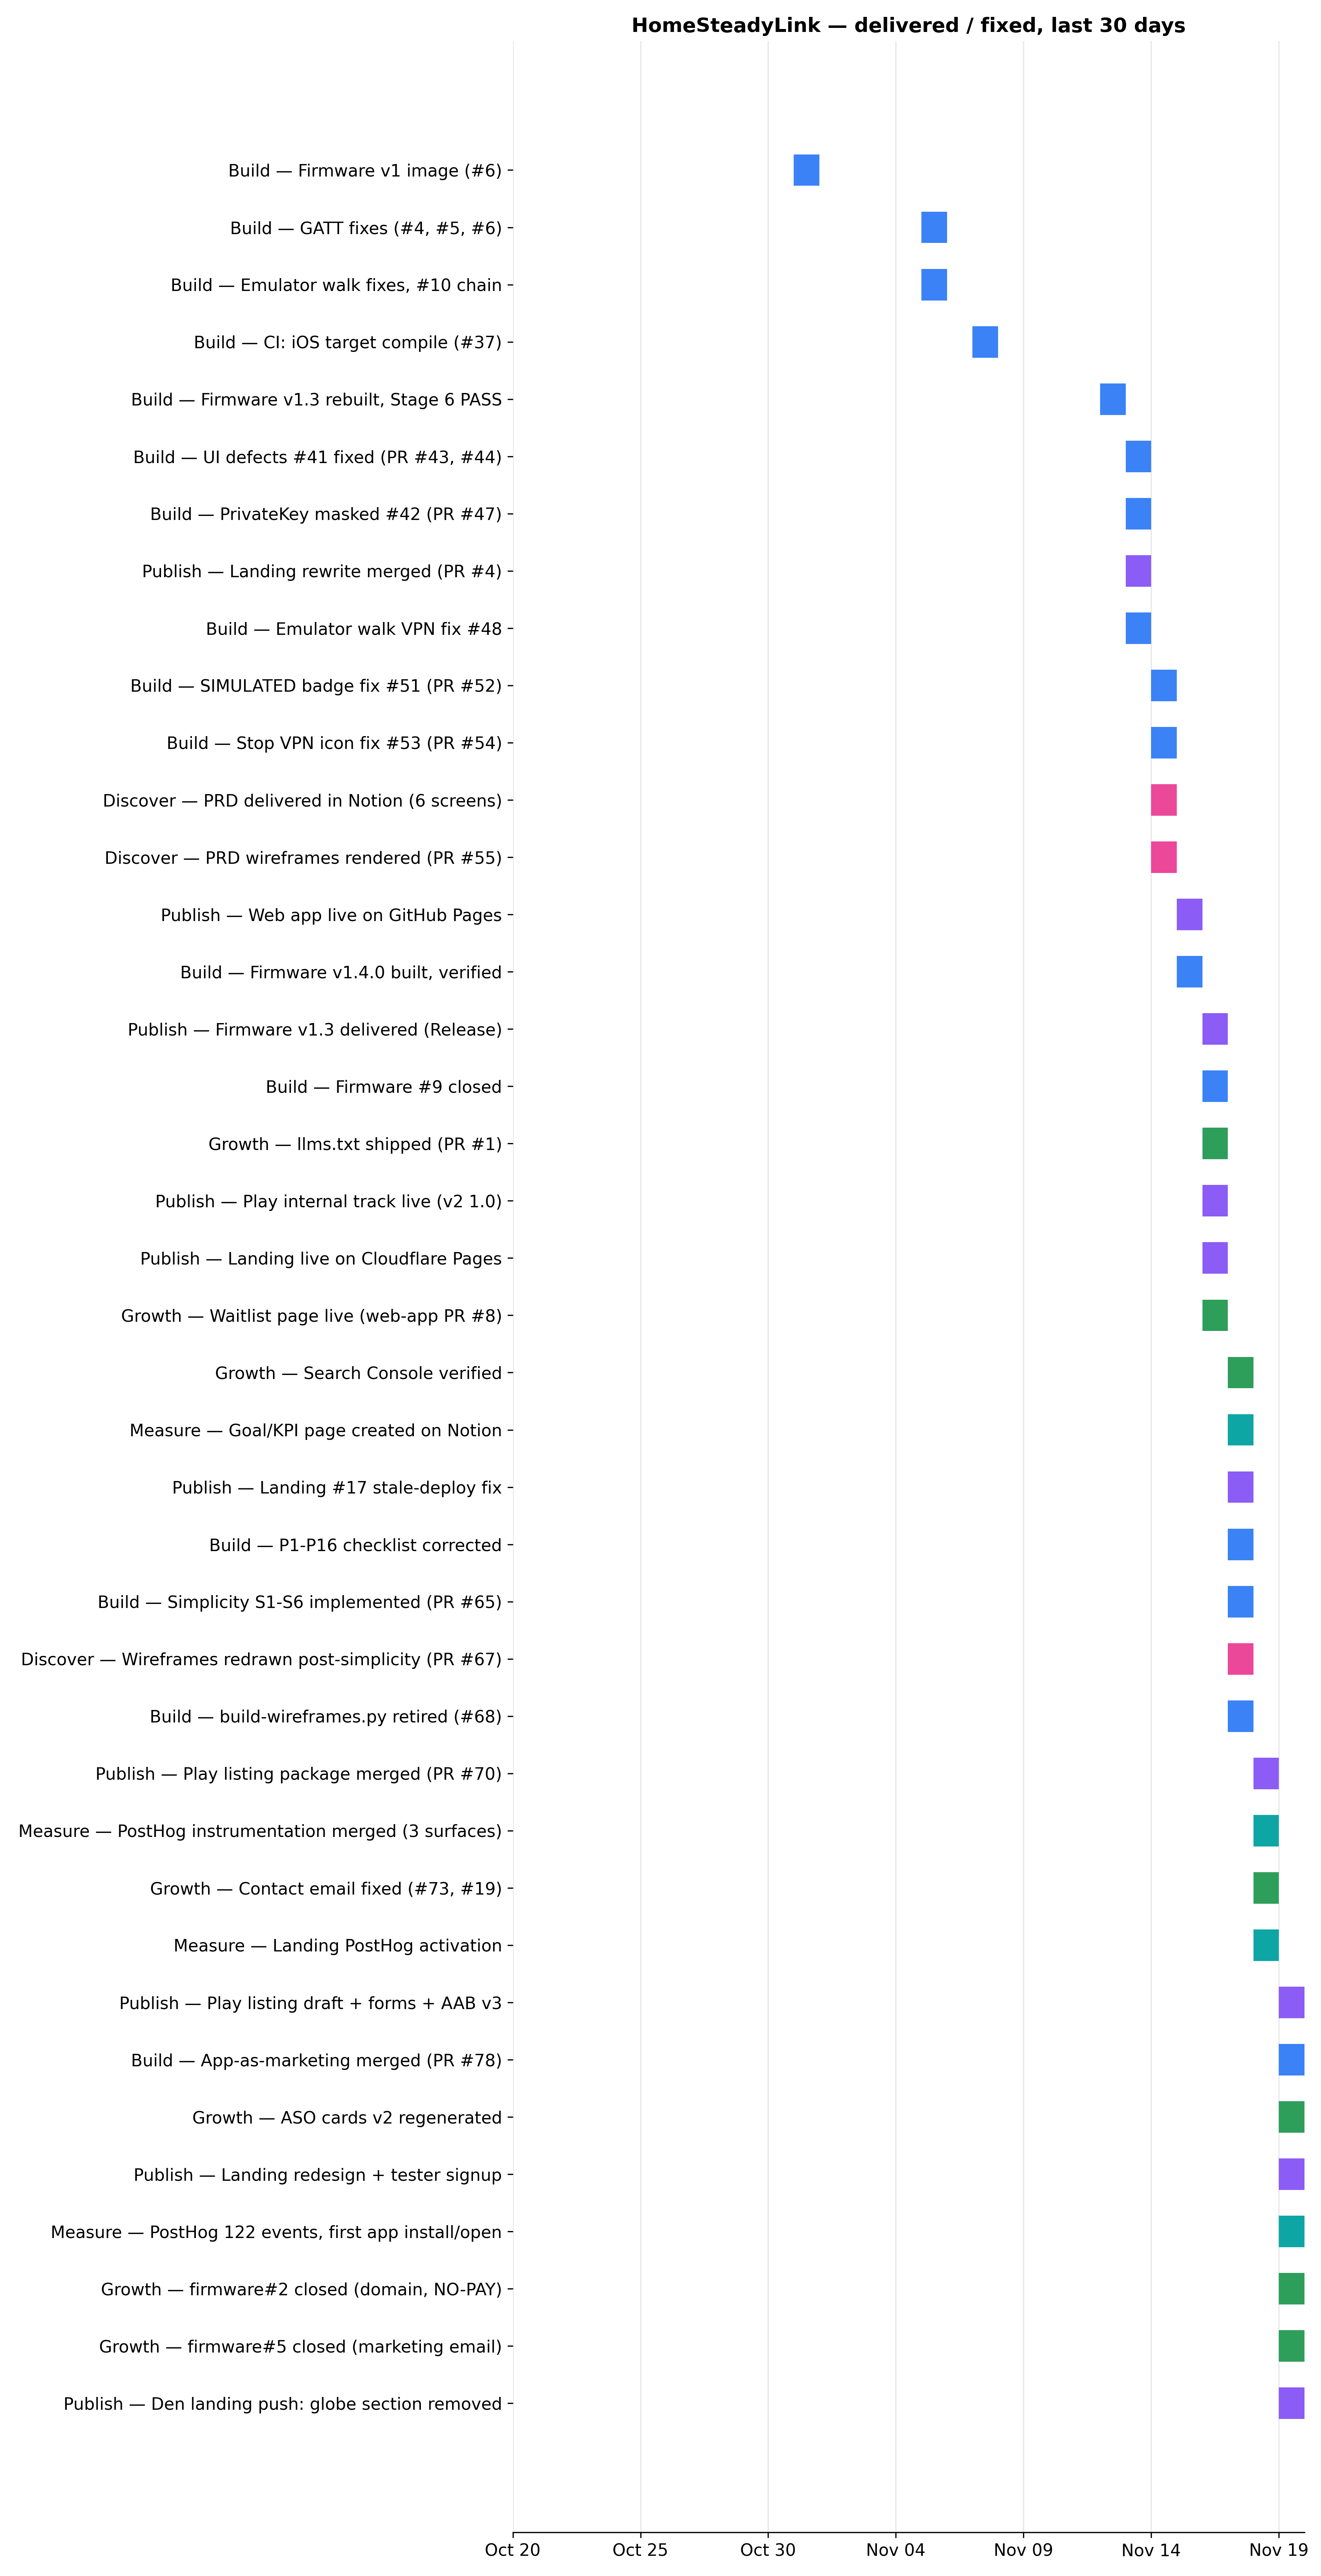 HomeSteadyLink — delivered / fixed, last 30 days
Build — Firmware v1 image (#6)
Build — GATT fixes (#4, #5, #6)
Build — Emulator walk fixes, #10 chain
Build — CI: iOS target compile (#37)
Build — Firmware v1.3 rebuilt, Stage 6 PASS
Build — UI defects #41 fixed (PR #43, #44)
Build — PrivateKey masked #42 (PR #47)
Publish — Landing rewrite merged (PR #4)
Build — Emulator walk VPN fix #48
Build — SIMULATED badge fix #51 (PR #52)
Build — Stop VPN icon fix #53 (PR #54)
Discover — PRD delivered in Notion (6 screens)
Discover — PRD wireframes rendered (PR #55)
Publish — Web app live on GitHub Pages
Build — Firmware v1.4.0 built, verified
Publish — Firmware v1.3 delivered (Release)
Build — Firmware #9 closed
Growth — llms.txt shipped (PR #1)
Publish — Play internal track live (v2 1.0)
Publish — Landing live on Cloudflare Pages
Growth — Waitlist page live (web-app PR #8)
Growth — Search Console verified
Measure — Goal/KPI page created on Notion
Publish — Landing #17 stale-deploy fix
Build — P1-P16 checklist corrected
Build — Simplicity S1-S6 implemented (PR #65)
Discover — Wireframes redrawn post-simplicity (PR #67)
Build — build-wireframes.py retired (#68)
Publish — Play listing package merged (PR #70)
Measure — PostHog instrumentation merged (3 surfaces)
Growth — Contact email fixed (#73, #19)
Measure — Landing PostHog activation
Publish — Play listing draft + forms + AAB v3
Build — App-as-marketing merged (PR #78)
Growth — ASO cards v2 regenerated
Publish — Landing redesign + tester signup
Measure — PostHog 122 events, first app install/open
Growth — firmware#2 closed (domain, NO-PAY)
Growth — firmware#5 closed (marketing email)
Publish — Den landing push: globe section removed
Oct 20 Oct 25 Oct 30 Nov 04 Nov 09 Nov 14 Nov 19